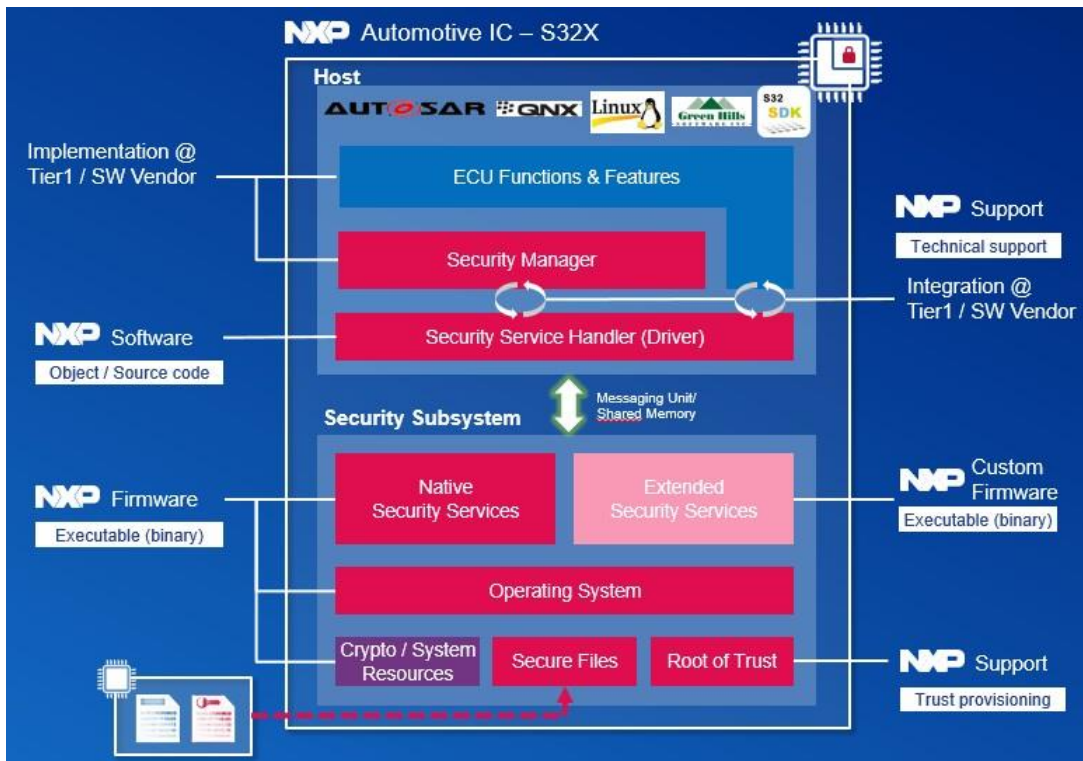 NXP Automotive IC – S32X
Host
AUTOSAR QNX Linux Green Hills SOFTWARE INC. S32 SDK
Implementation @
Tier1 / SW Vendor
ECU Functions & Features
NXP Support
Technical support
Security Manager
Integration @
Tier1 / SW Vendor
NXP Software
Object / Source code
Security Service Handler (Driver)
Messaging Unit/
Shared Memory
Security Subsystem
NXP Firmware
Executable (binary)
Native
Security Services
Extended
Security Services
NXP Custom
Firmware
Executable (binary)
Operating System
Crypto / System
Resources
Secure Files
Root of Trust
NXP Support
Trust provisioning